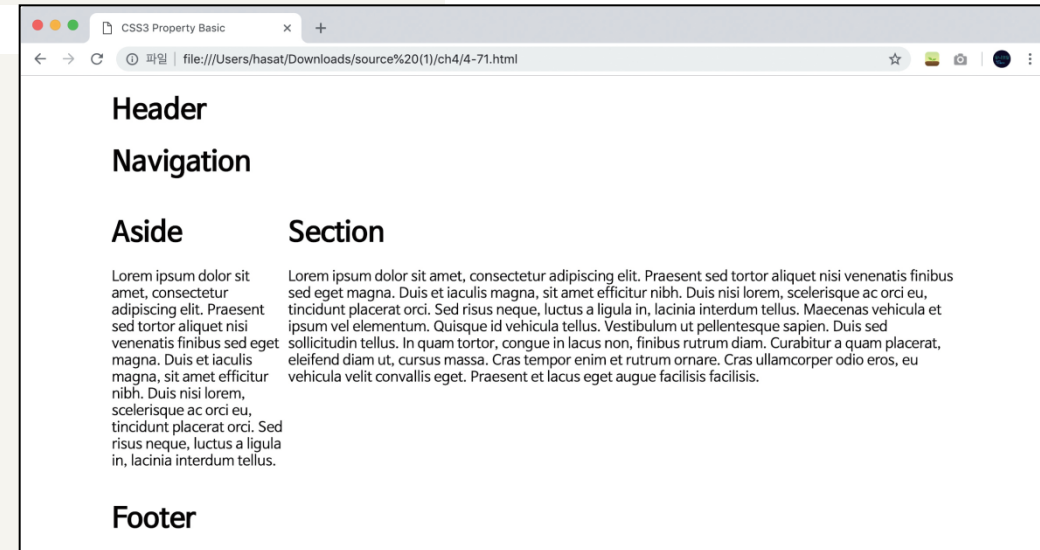 CSS3 Property Basic
파일 file:///Users/hasat/Downloads/source%20(1)/ch4/4-71.html
Header
Navigation
Aside
Lorem ipsum dolor sit
amet, consectetur
adipiscing elit. Praesent
sed tortor aliquet nisi
venenatis finibus sed eget
magna. Duis et iaculis
magna, sit amet efficitur
nibh. Duis nisi lorem,
scelerisque ac orci eu,
tincidunt placerat orci. Sed
risus neque, luctus a ligula
in, lacinia interdum tellus.
Section
Lorem ipsum dolor sit amet, consectetur adipiscing elit. Praesent sed tortor aliquet nisi venenatis finibus
sed eget magna. Duis et iaculis magna, sit amet efficitur nibh. Duis nisi lorem, scelerisque ac orci eu,
tincidunt placerat orci. Sed risus neque, luctus a ligula in, lacinia interdum tellus. Maecenas vehicula et
ipsum vel elementum. Quisque id vehicula tellus. Vestibulum ut pellentesque sapien. Duis sed
sollicitudin tellus. In quam tortor, congue in lacus non, finibus rutrum diam. Curabitur a quam placerat,
eleifend diam ut, cursus massa. Cras tempor enim et rutrum ornare. Cras ullamcorper odio eros, eu
vehicula velit convallis eget. Praesent et lacus eget augue facilisis facilisis.
Footer